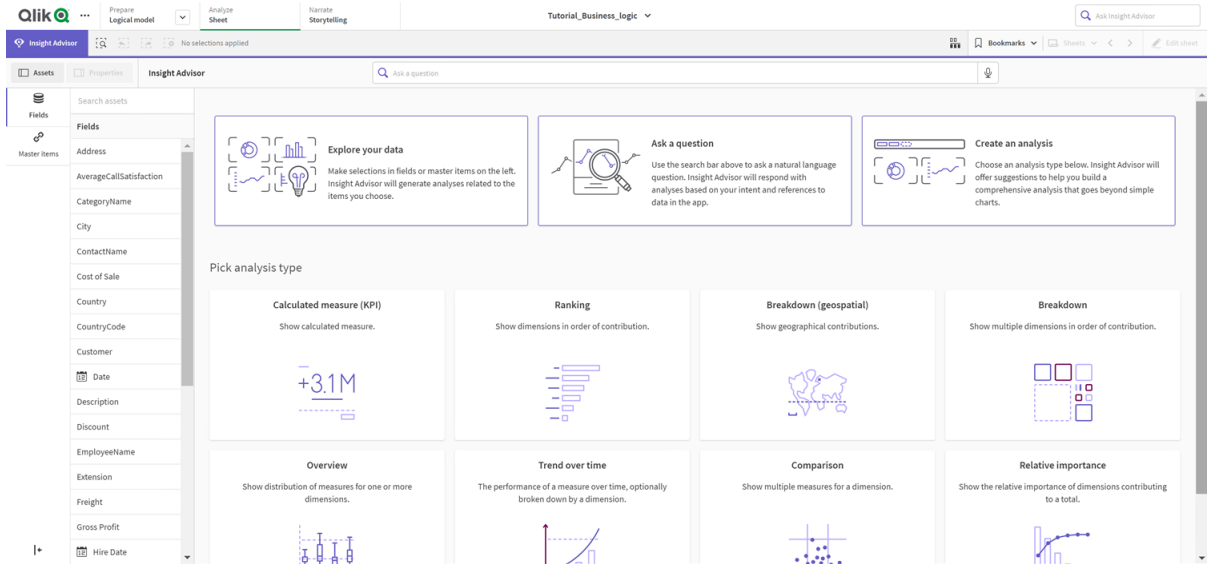 Qlik
Prepare
Logical model
Analyze
Sheet
Narrate
Storytelling
Tutorial_Business_logic
Ask Insight Advisor
Insight Advisor
No selections applied
Bookmarks
Sheets
Edit sheet
Assets
Properties
Insight Advisor
Ask a question
Fields
Master items
Search assets
Fields
Address
AverageCallSatisfaction
CategoryName
City
ContactName
Cost of Sale
Country
CountryCode
Customer
Date
Description
Discount
EmployeeName
Extension
Freight
Gross Profit
Hire Date
Explore your data
Make selections in fields or master items on the left.
Insight Advisor will generate analyses related to the
items you choose.
Ask a question
Use the search bar above to ask a natural language
question. Insight Advisor will respond with
analyses based on your intent and references to
data in the app.
Create an analysis
Choose an analysis type below. Insight Advisor will
offer suggestions to help you build a
comprehensive analysis that goes beyond simple
charts.
Pick analysis type
Calculated measure (KPI)
Show calculated measure.
+3.1M
Ranking
Show dimensions in order of contribution.
Breakdown (geospatial)
Show geographical contributions.
Breakdown
Show multiple dimensions in order of contribution.
Overview
Show distribution of measures for one or more
dimensions.
Trend over time
The performance of a measure over time, optionally
broken down by a dimension.
Comparison
Show multiple measures for a dimension.
Relative importance
Show the relative importance of dimensions contributing
to a total.